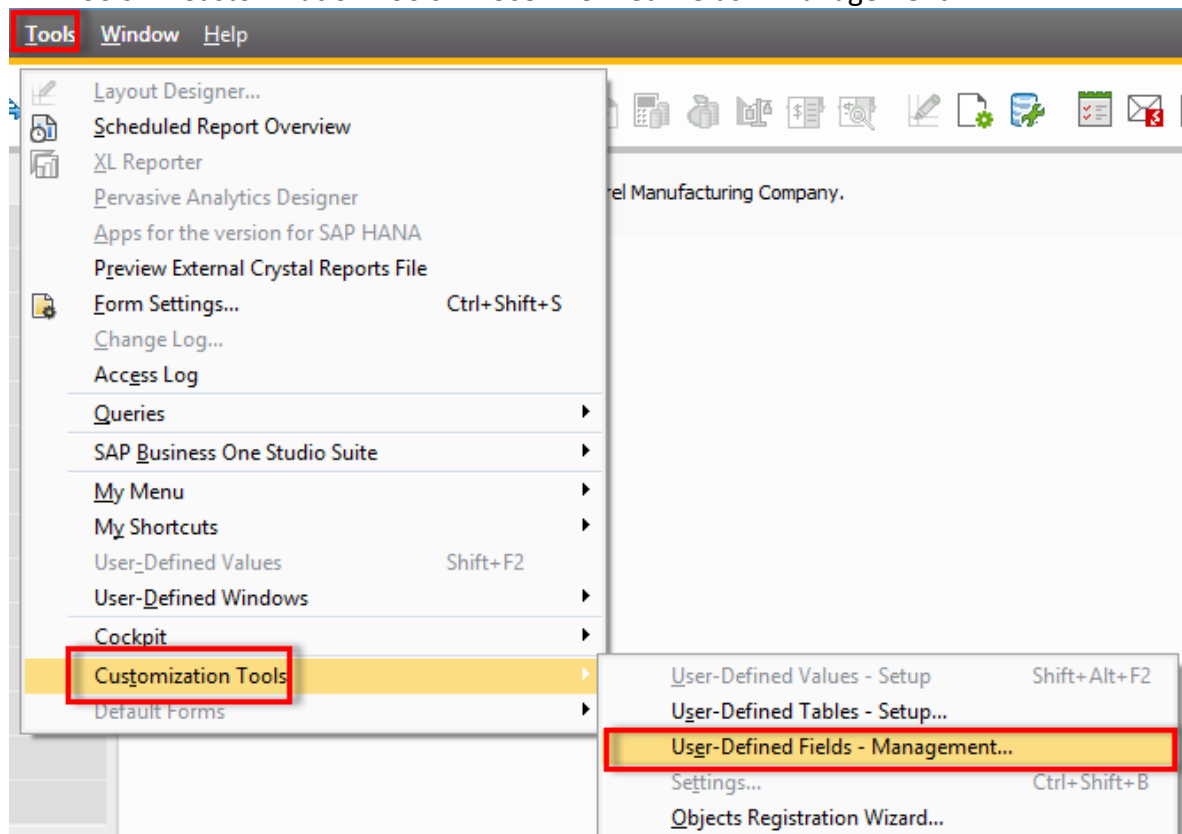 Tools Window Help
Layout Designer...
Scheduled Report Overview
XL Reporter
Pervasive Analytics Designer
rel Manufacturing Company.
Apps for the version for SAP HANA
Preview External Crystal Reports File
Form Settings... Ctrl+Shift+S
Change Log...
Access Log
Queries
SAP Business One Studio Suite
My Menu
My Shortcuts
User-Defined Values Shift+F2
User-Defined Windows
Cockpit
Customization Tools
Default Forms
User-Defined Values - Setup Shift+Alt+F2
User-Defined Tables - Setup...
User-Defined Fields - Management...
Settings... Ctrl+Shift+B
Objects Registration Wizard...